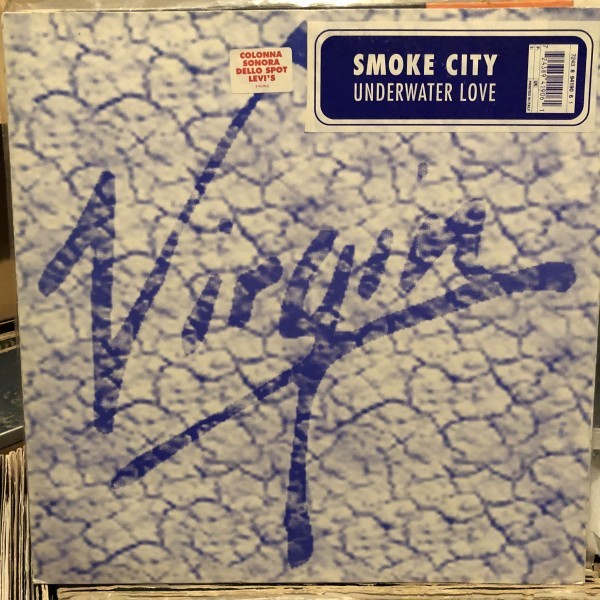 COLONNA
SONORA
DELLO SPOT
LEVI'S
SMOKE CITY
UNDERWATER LOVE
Virgin